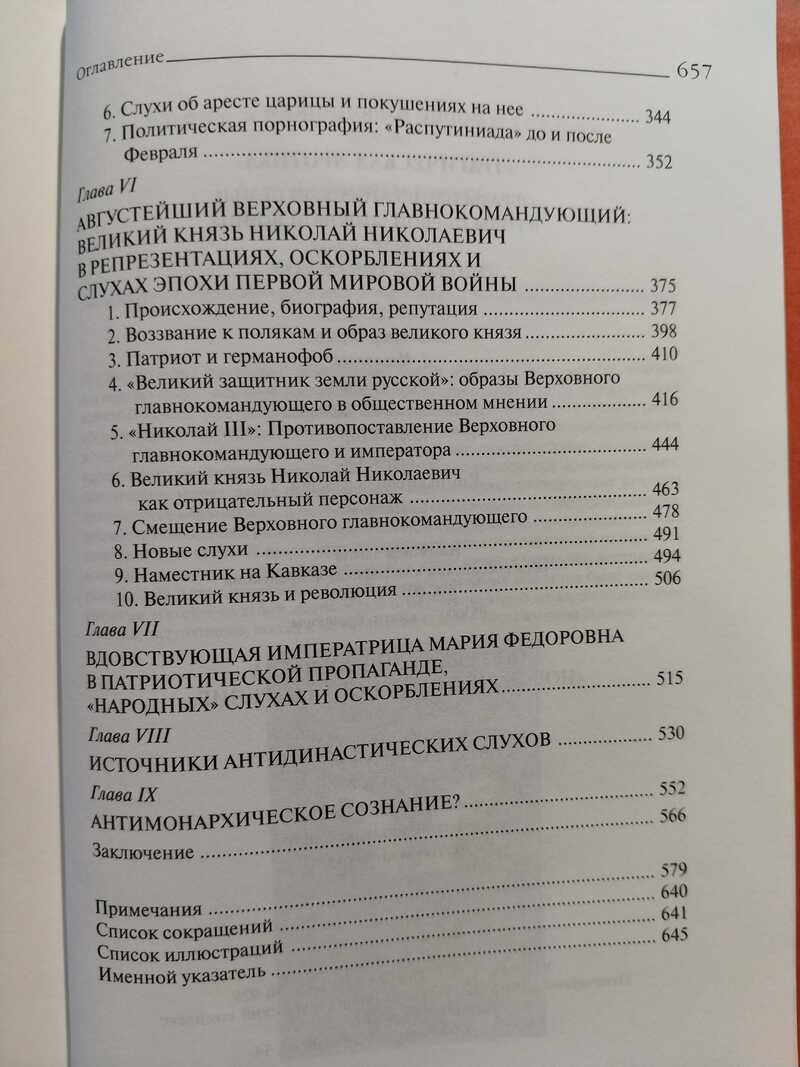 Оглавление 657
6. Слухи об аресте царицы и покушениях на нее 344
7. Политическая порнография: «Распутиниада» до и после
Февраля 352
Глава VI
АВГУСТЕЙШИЙ ВЕРХОВНЫЙ ГЛАВНОКОМАНДУЮЩИЙ:
ВЕЛИКИЙ КНЯЗЬ НИКОЛАЙ НИКОЛАЕВИЧ
В РЕПРЕЗЕНТАЦИЯХ, ОСКОРБЛЕНИЯХ И
СЛУХАХ ЭПОХИ ПЕРВОЙ МИРОВОЙ ВОЙНЫ 375
1. Происхождение, биография, репутация 377
2. Воззвание к полякам и образ великого князя 398
3. Патриот и германофоб 410
4. «Великий защитник земли русской»: образы Верховного
главнокомандующего в общественном мнении 416
5. «Николай III»: Противопоставление Верховного
главнокомандующего и императора 444
6. Великий князь Николай Николаевич
как отрицательный персонаж 463
7. Смещение Верховного главнокомандующего 478
8. Новые слухи 491
9. Наместник на Кавказе 494
10. Великий князь и революция 506
Глава VII
ВДОВСТВУЮЩАЯ ИМПЕРАТРИЦА МАРИЯ ФЕДОРОВНА
В ПАТРИОТИЧЕСКОЙ ПРОПАГАНДЕ,
«НАРОДНЫХ» СЛУХАХ И ОСКОРБЛЕНИЯХ 515
Глава VIII
ИСТОЧНИКИ АНТИДИНАСТИЧЕСКИХ СЛУХОВ 530
Глава IX
АНТИМОНАРХИЧЕСКОЕ СОЗНАНИЕ? 552
Заключение 566
Примечания 579
Список сокращений 640
Список иллюстраций 641
Именной указатель 645